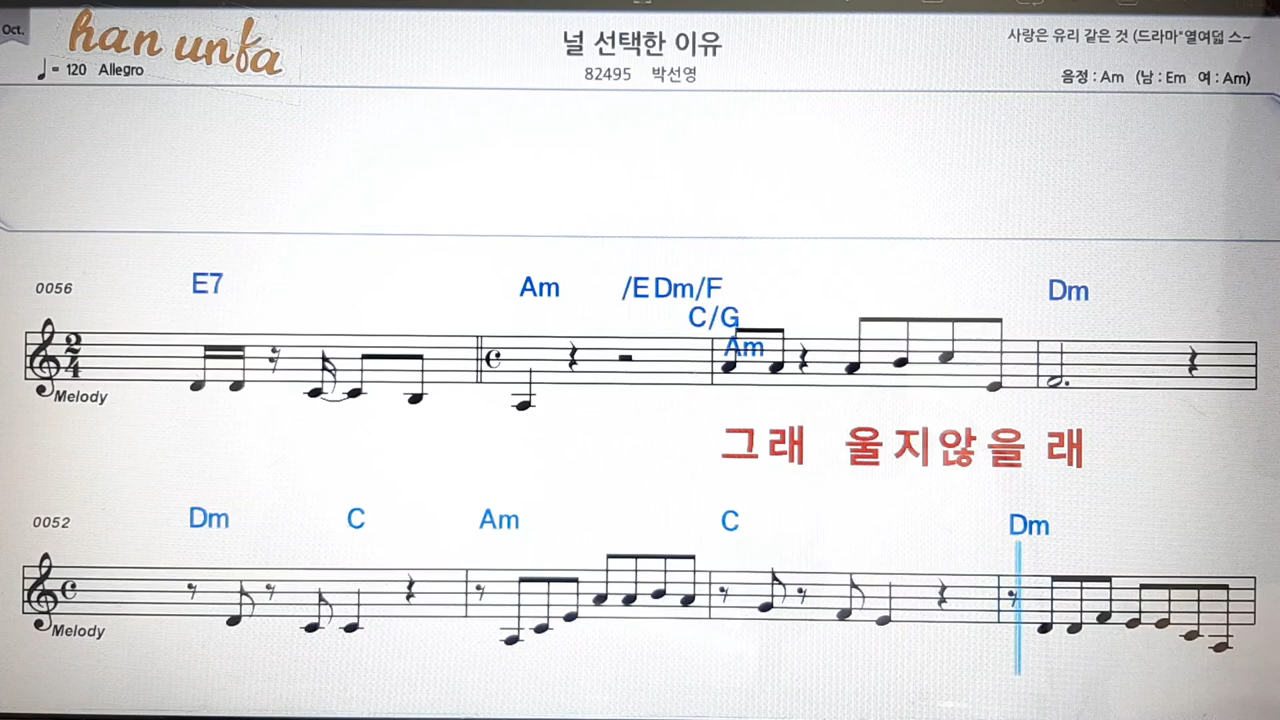 Oct.
han unfa
♩= 120 Allegro
널 선택한 이유
82495 박선영
사랑은 유리 같은 것 (드라마"열여덟 스~
음정 : Am (남 : Em 여 : Am)
0056 E7 Am /E Dm/F Dm
C/G
Am
2
4
Melody
그래 울지않을 래
0052 Dm C Am C Dm
Melody